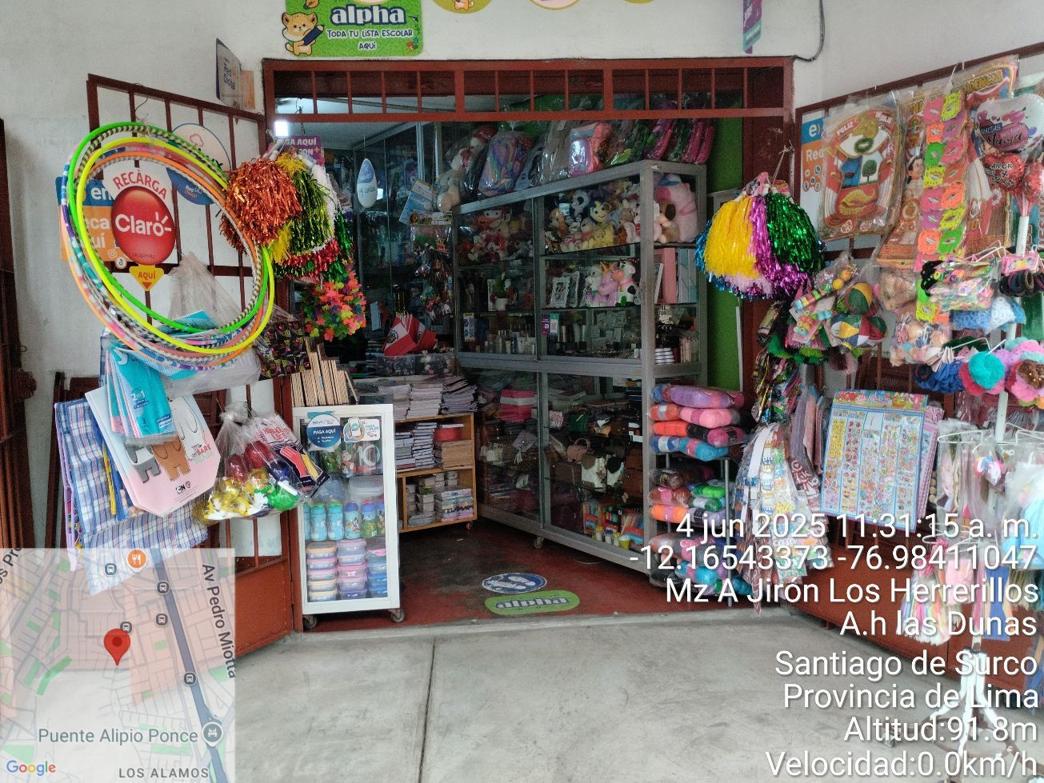 alpha
TODA TU LISTA ESCOLAR
AQUÍ
RECARGA
Claro
AQUÍ
PAGA AQUÍ
FELIZ
alpha
4 jun 2025 11:31:15 a. m.
-12.16543373 -76.98411047
Mz A Jirón Los Herrerillos
A.h las Dunas
Santiago de Surco
Provincia de Lima
Altitud:91.8m
Velocidad:0.0km/h
Av Pedro Miotta
Puente Alipio Ponce
LOS ALAMOS
Google